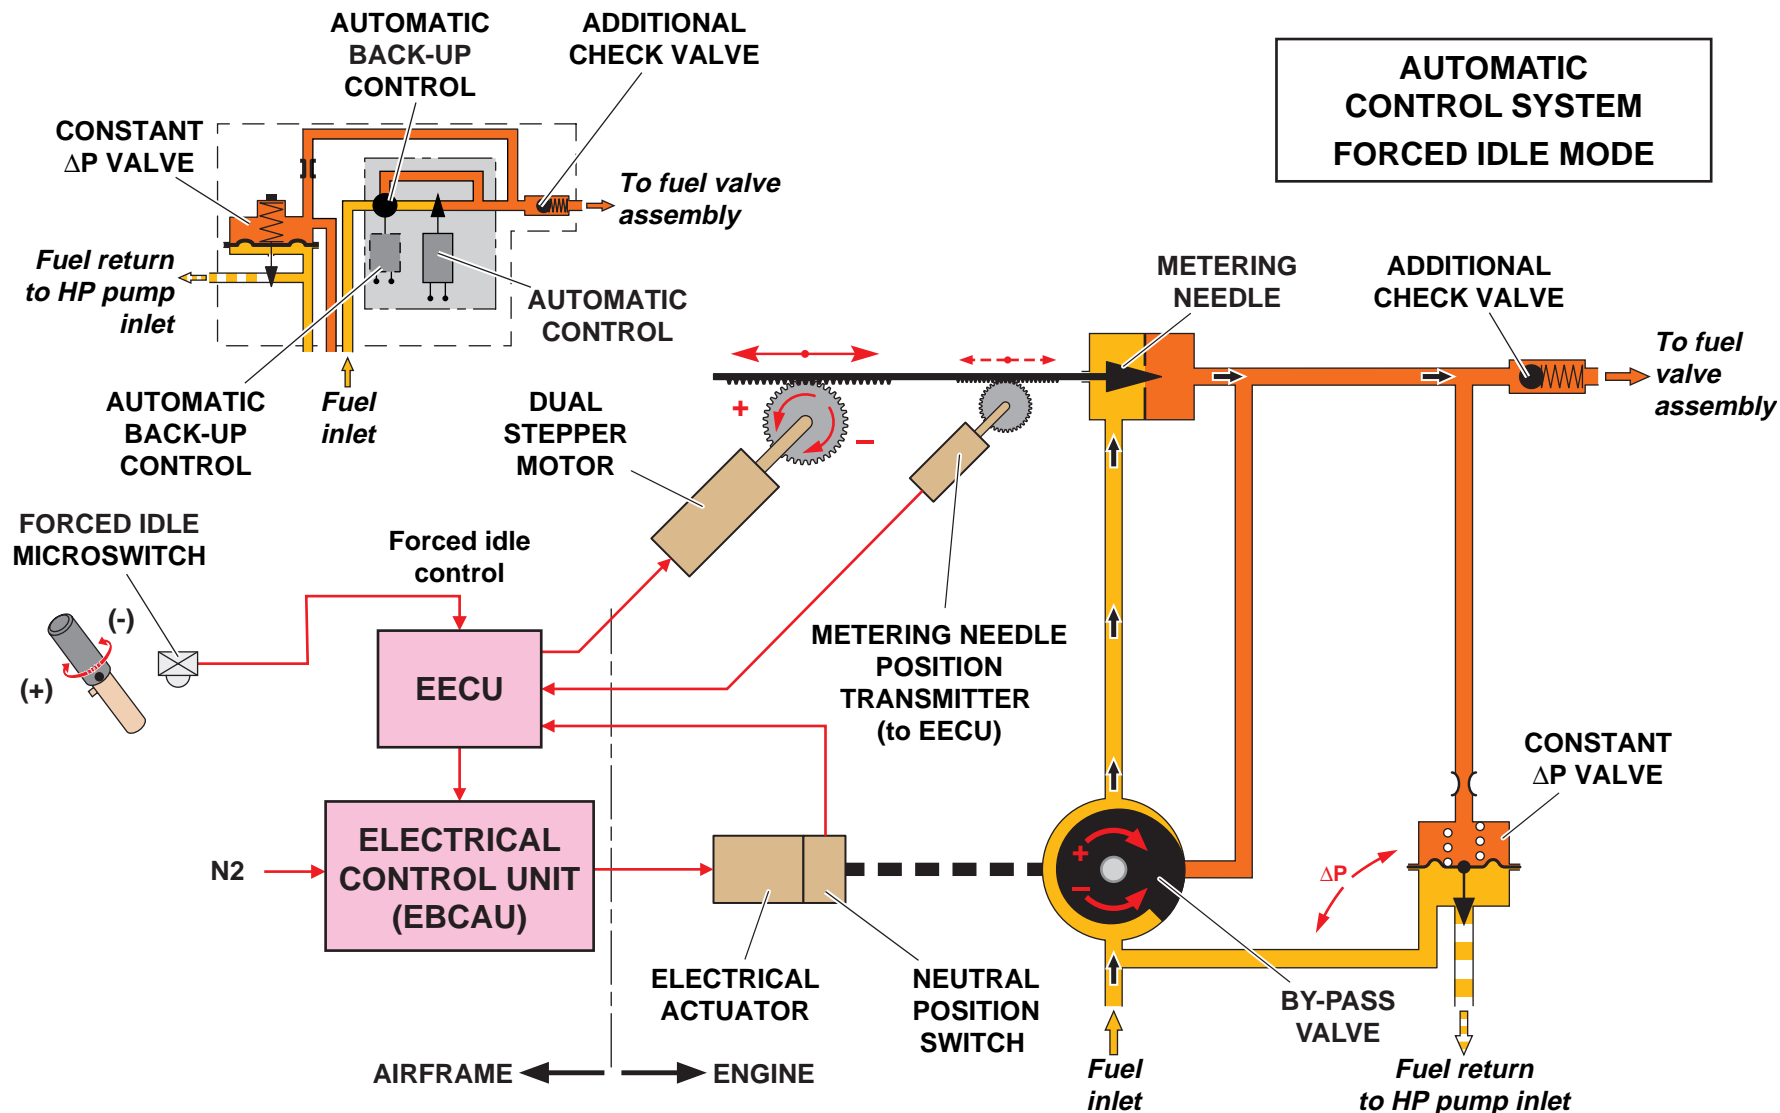 AUTOMATIC
BACK-UP
CONTROL
ADDITIONAL
CHECK VALVE
AUTOMATIC
CONTROL SYSTEM
FORCED IDLE MODE
CONSTANT
ΔP VALVE
To fuel valve
assembly
Fuel return
to HP pump
inlet
AUTOMATIC
CONTROL
METERING
NEEDLE
ADDITIONAL
CHECK VALVE
To fuel
valve
assembly
AUTOMATIC
BACK-UP
CONTROL
Fuel
inlet
DUAL
STEPPER
MOTOR
+
−
FORCED IDLE
MICROSWITCH
Forced idle
control
(-)
(+)
EECU
METERING NEEDLE
POSITION
TRANSMITTER
(to EECU)
CONSTANT
ΔP VALVE
N2
ELECTRICAL
CONTROL UNIT
(EBCAU)
+
−
ΔP
ELECTRICAL
ACTUATOR
NEUTRAL
POSITION
SWITCH
BY-PASS
VALVE
AIRFRAME
ENGINE
Fuel
inlet
Fuel return
to HP pump inlet